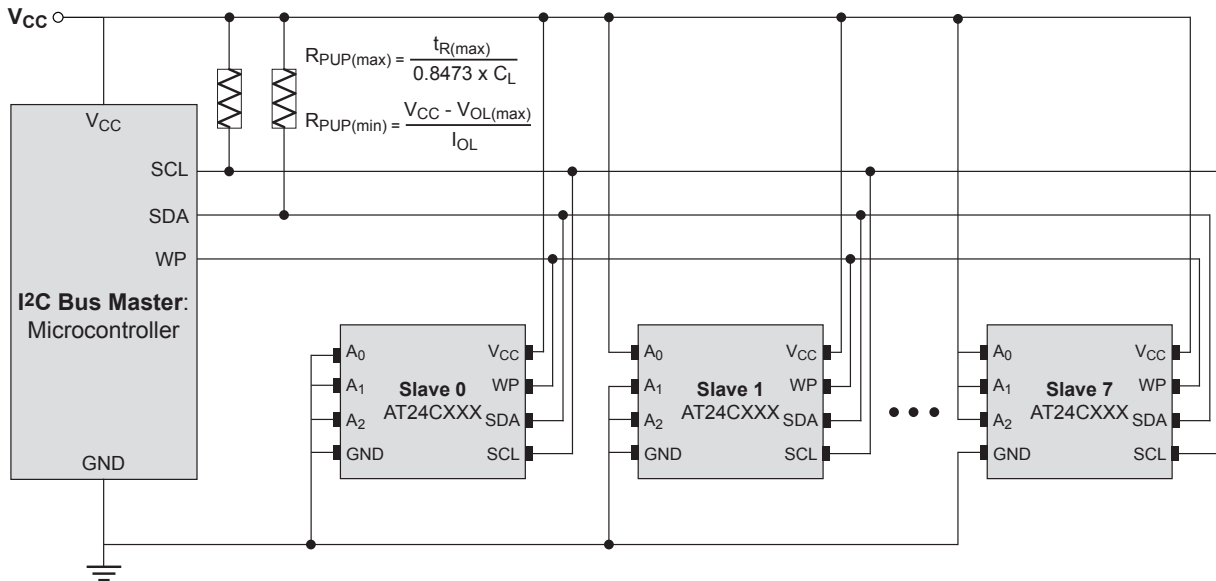 VCC
RPUP(max) = tR(max) / 0.8473 x CL
RPUP(min) = VCC - VOL(max) / IOL
VCC
SCL
SDA
WP
I2C Bus Master:
Microcontroller
GND
A0
A1
A2
GND
Slave 0
AT24CXXX
VCC
WP
SDA
SCL
A0
A1
A2
GND
Slave 1
AT24CXXX
VCC
WP
SDA
SCL
A0
A1
A2
GND
Slave 7
AT24CXXX
VCC
WP
SDA
SCL